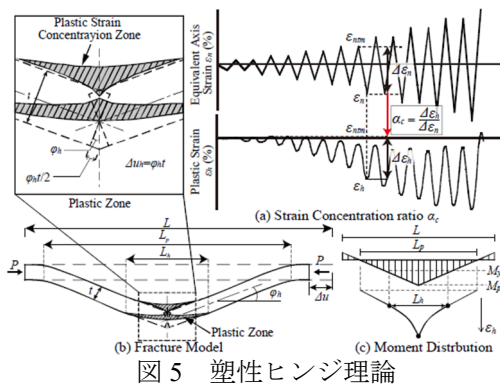 Plastic Strain
Concentrayion Zone
t
φh
φht/2
Δuh=φht
Plastic Zone
Equivalent Axis
Strain εn (%)
εntm
Δεn
εn
εntm
αc = Δεh/Δεn
Plastic Strain
εh (%)
Δεh
εh
(a) Strain Concentration ratio αc
L
Lp
Lh
P
P
t
φh
Δu
Plastic Zone
(b) Fracture Model
L
Lp
My
Mp
Lh
εh
(c) Moment Distrbution
図 5 塑性ヒンジ理論